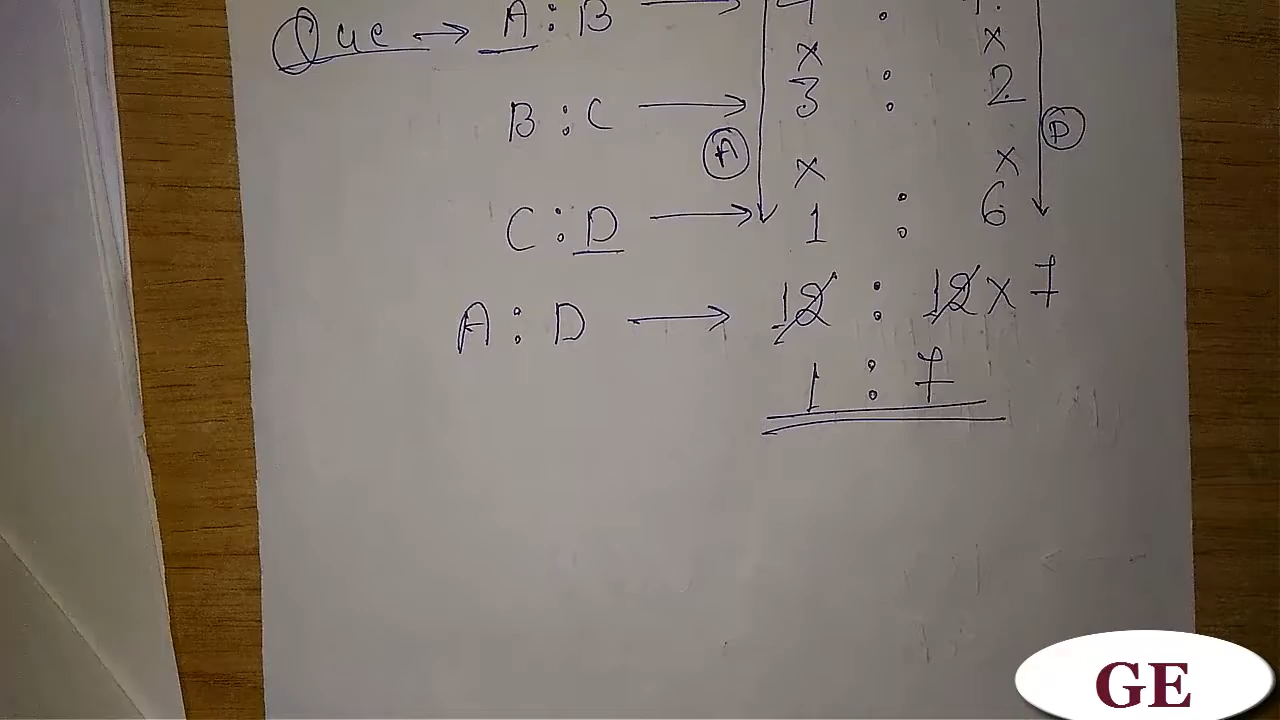 Que → A : B → 4 : 7
x x
B : C → 3 : 2
A D
x x
C : D → 1 : 6
A : D → 12 : 12 x 7
1 : 7
GE